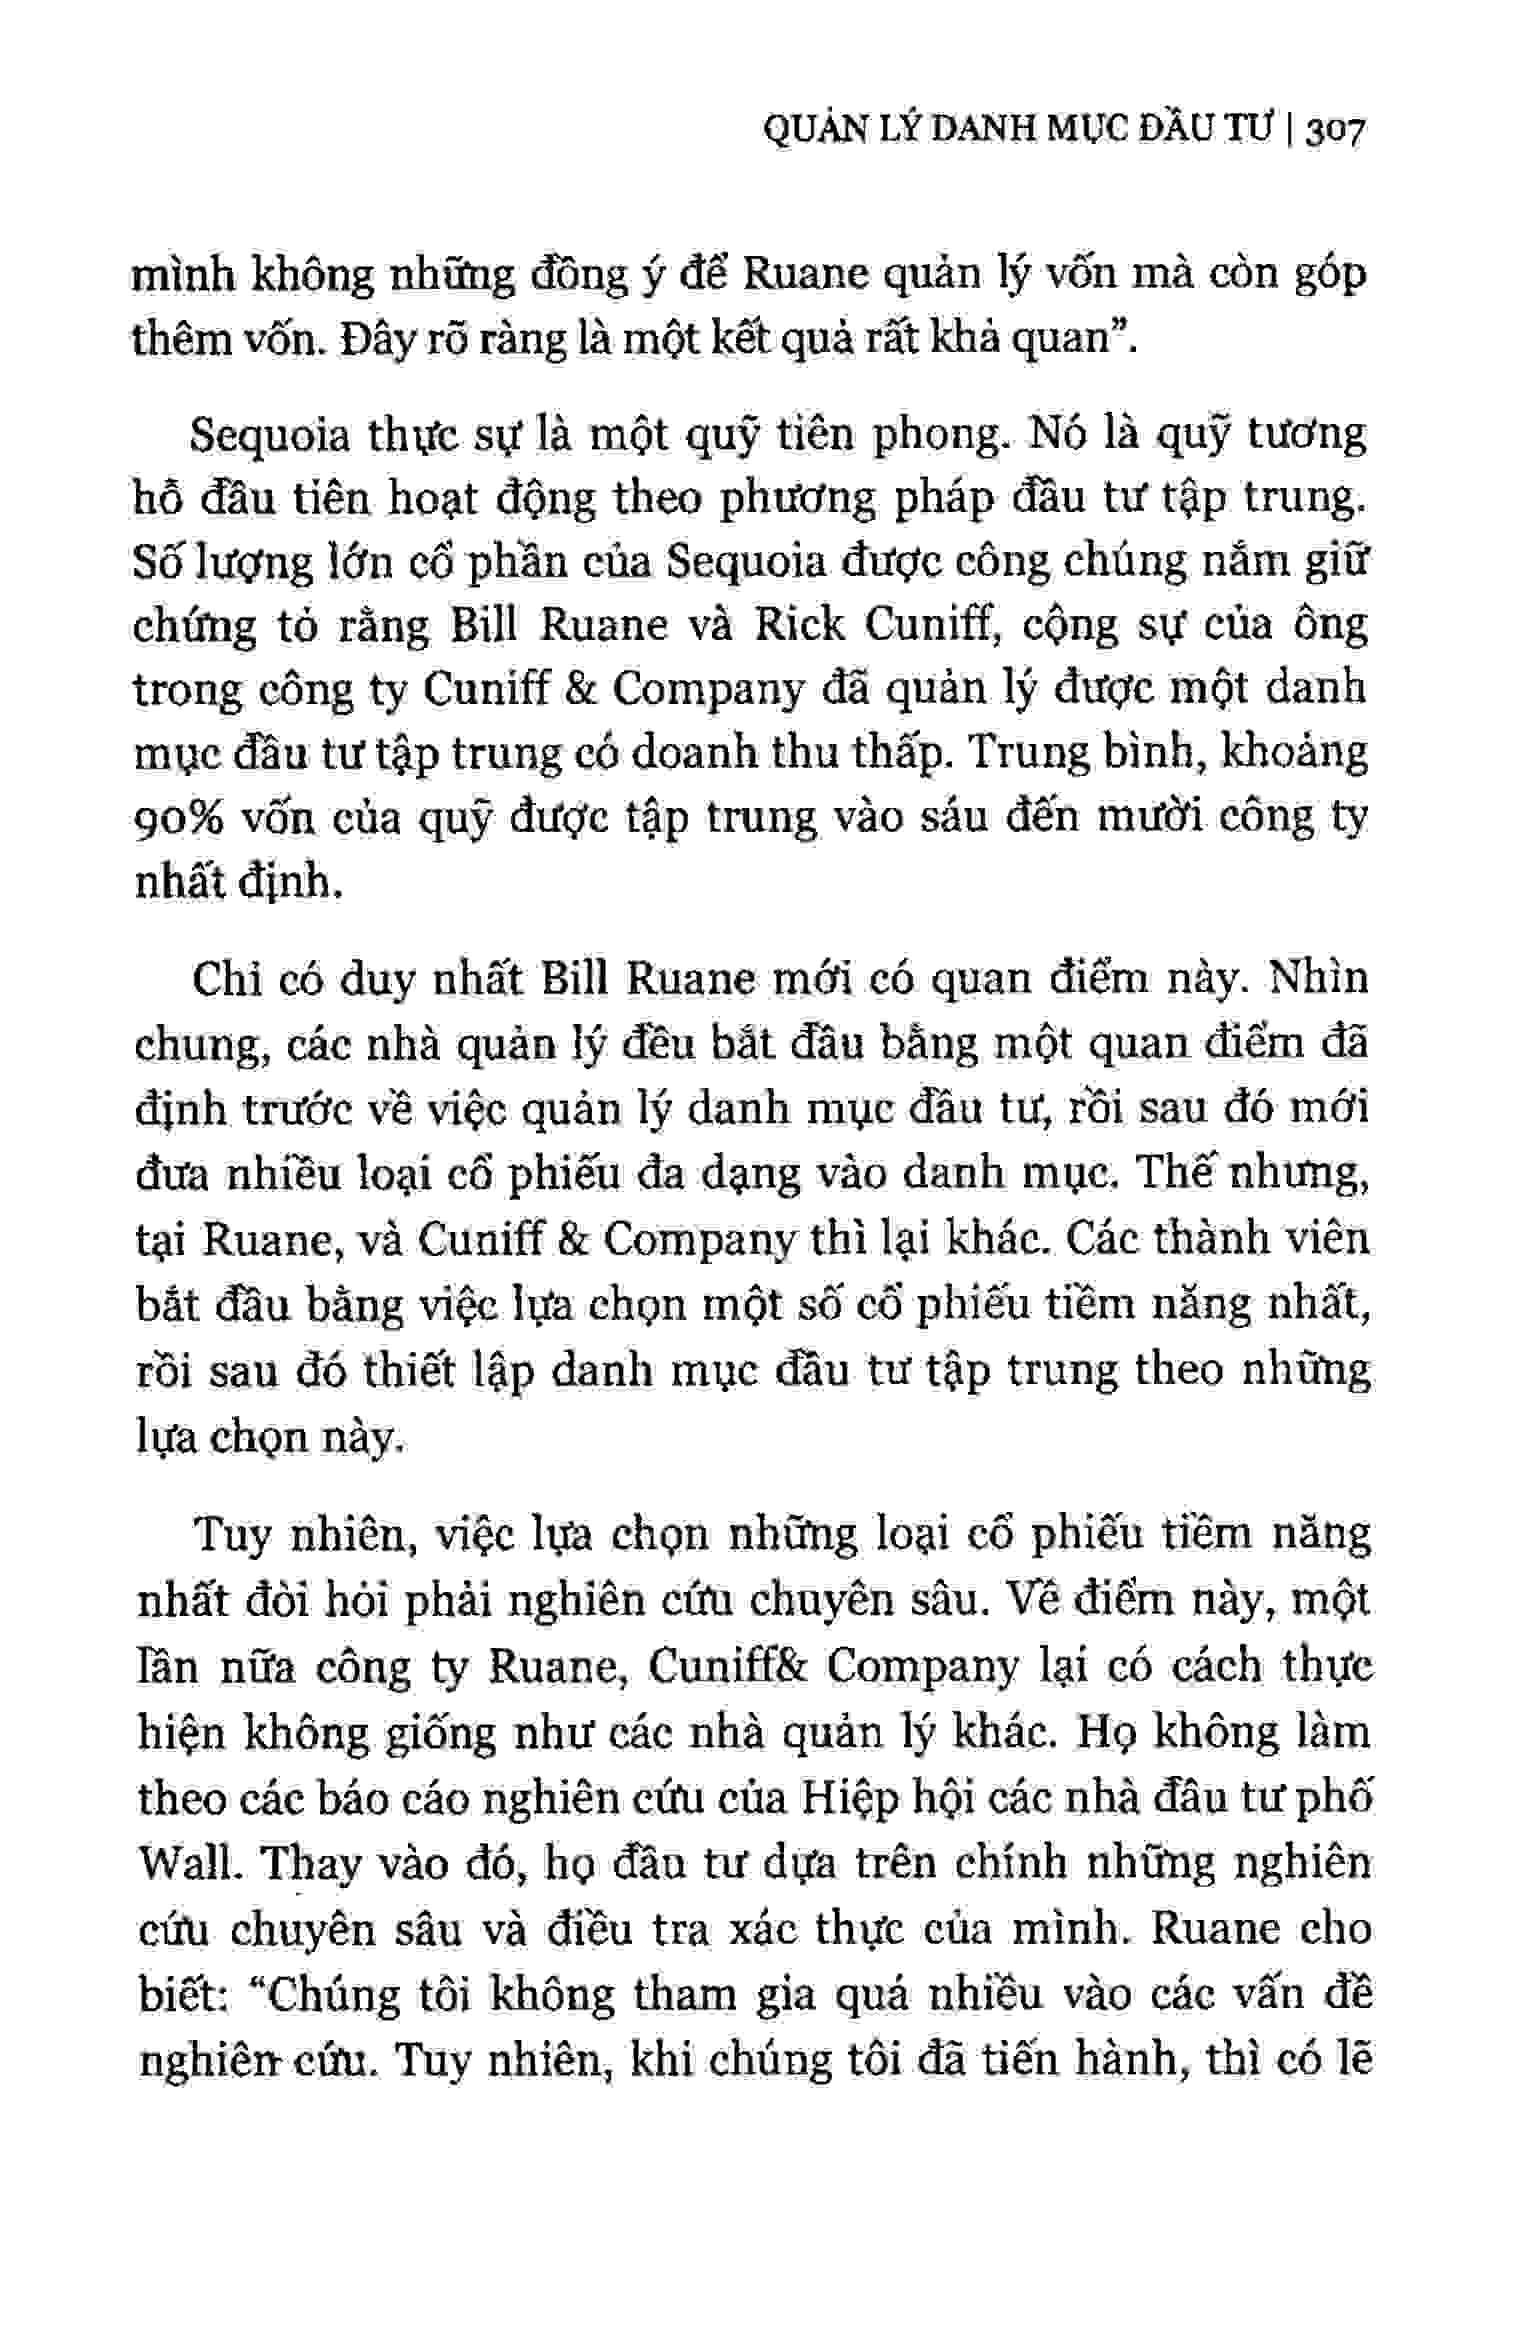 QUẢN LÝ DANH MỤC ĐẦU TƯ | 307
mình không những đồng ý để Ruane quản lý vốn mà còn góp
thêm vốn. Đây rõ ràng là một kết quả rất khả quan”.
Sequoia thực sự là một quỹ tiên phong. Nó là quỹ tương
hỗ đầu tiên hoạt động theo phương pháp đầu tư tập trung.
Số lượng lớn cổ phần của Sequoia được công chúng nắm giữ
chứng tỏ rằng Bill Ruane và Rick Cuniff, cộng sự của ông
trong công ty Cuniff & Company đã quản lý được một danh
mục đầu tư tập trung có doanh thu thấp. Trung bình, khoảng
90% vốn của quỹ được tập trung vào sáu đến mười công ty
nhất định.
Chỉ có duy nhất Bill Ruane mới có quan điểm này. Nhìn
chung, các nhà quản lý đều bắt đầu bằng một quan điểm đã
định trước về việc quản lý danh mục đầu tư, rồi sau đó mới
đưa nhiều loại cổ phiếu đa dạng vào danh mục. Thế nhưng,
tại Ruane, và Cuniff & Company thì lại khác. Các thành viên
bắt đầu bằng việc lựa chọn một số cổ phiếu tiềm năng nhất,
rồi sau đó thiết lập danh mục đầu tư tập trung theo những
lựa chọn này.
Tuy nhiên, việc lựa chọn những loại cổ phiếu tiềm năng
nhất đòi hỏi phải nghiên cứu chuyên sâu. Về điểm này, một
lần nữa công ty Ruane, Cuniff& Company lại có cách thực
hiện không giống như các nhà quản lý khác. Họ không làm
theo các báo cáo nghiên cứu của Hiệp hội các nhà đầu tư phố
Wall. Thay vào đó, họ đầu tư dựa trên chính những nghiên
cứu chuyên sâu và điều tra xác thực của mình. Ruane cho
biết: “Chúng tôi không tham gia quá nhiều vào các vấn đề
nghiên cứu. Tuy nhiên, khi chúng tôi đã tiến hành, thì có lẽ